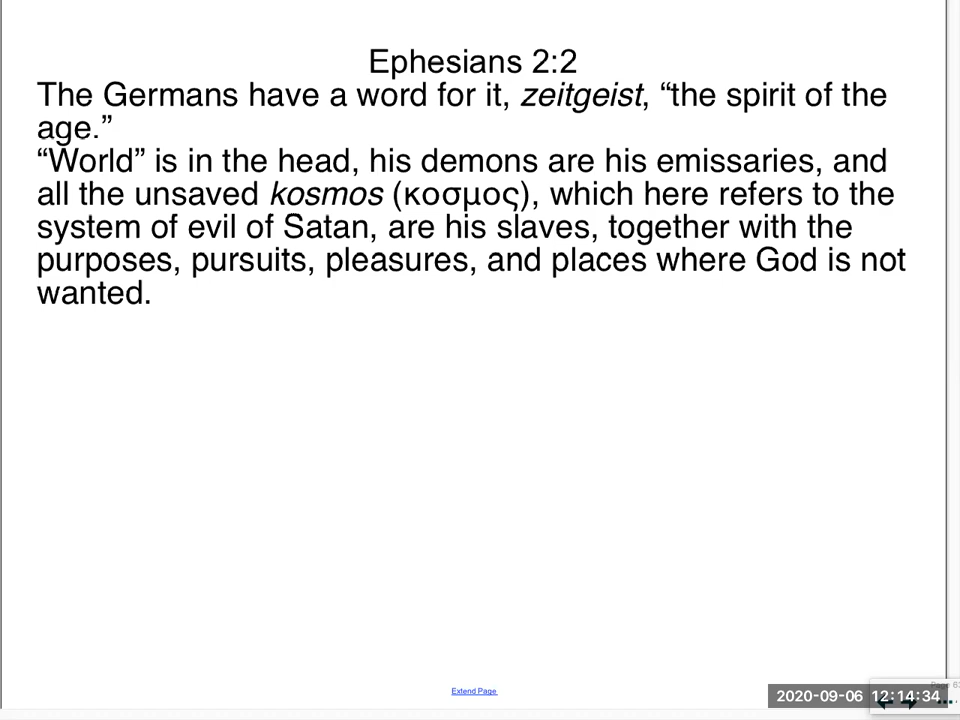 Ephesians 2:2
The Germans have a word for it, zeitgeist, “the spirit of the
age.”
“World” is in the head, his demons are his emissaries, and
all the unsaved kosmos (κοσμος), which here refers to the
system of evil of Satan, are his slaves, together with the
purposes, pursuits, pleasures, and places where God is not
wanted.
Extend Page
2020-09-06 12:14:34